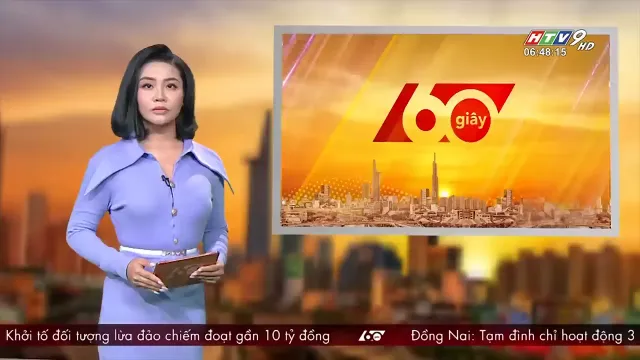 HTV9 HD
06:48:15
60 giây
Khởi tố đối tượng lừa đảo chiếm đoạt gần 10 tỷ đồng 60 Đồng Nai: Tạm đình chỉ hoạt động 3